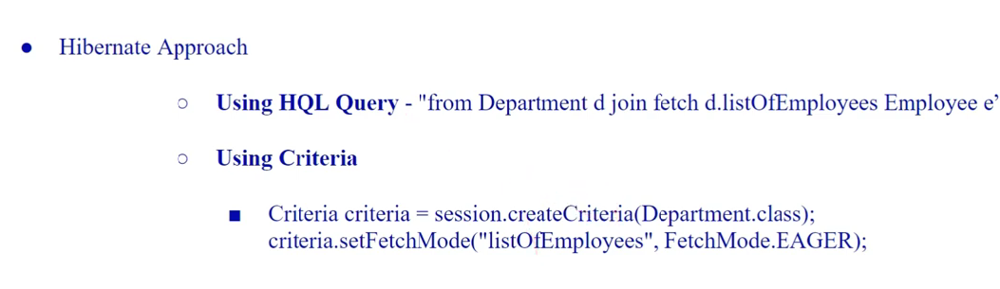 ● Hibernate Approach
○ Using HQL Query - "from Department d join fetch d.listOfEmployees Employee e'
○ Using Criteria
■ Criteria criteria = session.createCriteria(Department.class);
criteria.setFetchMode("listOfEmployees", FetchMode.EAGER);